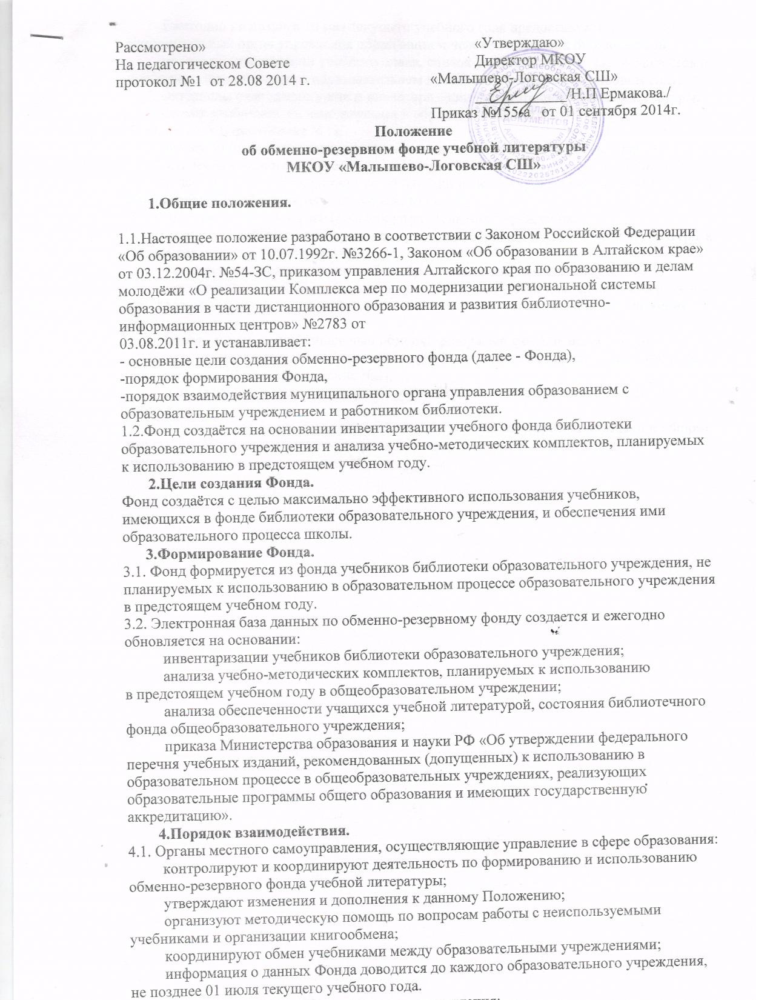 Рассмотрено»
На педагогическом Совете
протокол №1 от 28.08 2014 г.
«Утверждаю»
Директор МКОУ
«Малышево-Логовская СШ»
/Н.П Ермакова./
Приказ №155а от 01 сентября 2014г.
ДЛЯ
ДОКУМЕНТОВ
Положение
об обменно-резервном фонде учебной литературы
МКОУ «Малышево-Логовская СШ»
1.Общие положения.
1.1.Настоящее положение разработано в соответствии с Законом Российской Федерации
«Об образовании» от 10.07.1992г. №3266-1, Законом «Об образовании в Алтайском крае»
от 03.12.2004г. №54-ЗС, приказом управления Алтайского края по образованию и делам
молодёжи «О реализации Комплекса мер по модернизации региональной системы
образования в части дистанционного образования и развития библиотечно-
информационных центров» №2783 от
03.08.2011г. и устанавливает:
- основные цели создания обменно-резервного фонда (далее - Фонда),
-порядок формирования Фонда,
-порядок взаимодействия муниципального органа управления образованием с
образовательным учреждением и работником библиотеки.
1.2.Фонд создаётся на основании инвентаризации учебного фонда библиотеки
образовательного учреждения и анализа учебно-методических комплектов, планируемых
к использованию в предстоящем учебном году.
2.Цели создания Фонда.
Фонд создаётся с целью максимально эффективного использования учебников,
имеющихся в фонде библиотеки образовательного учреждения, и обеспечения ими
образовательного процесса школы.
3.Формирование Фонда.
3.1. Фонд формируется из фонда учебников библиотеки образовательного учреждения, не
планируемых к использованию в образовательном процессе образовательного учреждения
в предстоящем учебном году.
3.2. Электронная база данных по обменно-резервному фонду создается и ежегодно
обновляется на основании:
инвентаризации учебников библиотеки образовательного учреждения;
анализа учебно-методических комплектов, планируемых к использованию
в предстоящем учебном году в общеобразовательном учреждении;
анализа обеспеченности учащихся учебной литературой, состояния библиотечного
фонда общеобразовательного учреждения;
приказа Министерства образования и науки РФ «Об утверждении федерального
перечня учебных изданий, рекомендованных (допущенных) к использованию в
образовательном процессе в общеобразовательных учреждениях, реализующих
образовательные программы общего образования и имеющих государственную
аккредитацию».
4.Порядок взаимодействия.
4.1. Органы местного самоуправления, осуществляющие управление в сфере образования:
контролируют и координируют деятельность по формированию и использованию
обменно-резервного фонда учебной литературы;
утверждают изменения и дополнения к данному Положению;
организуют методическую помощь по вопросам работы с неиспользуемыми
учебниками и организации книгообмена;
координируют обмен учебниками между образовательными учреждениями;
информация о данных Фонда доводится до каждого образовательного учреждения,
не позднее 01 июля текущего учебного года.